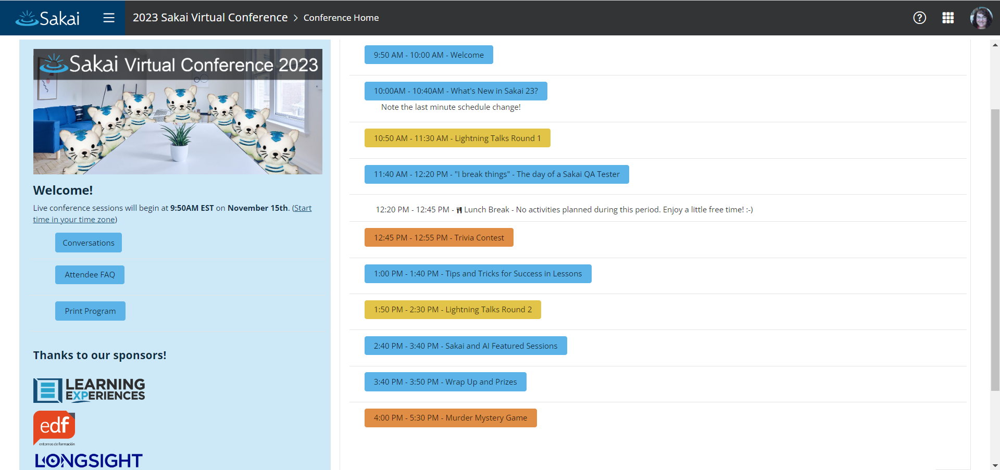 Sakai
2023 Sakai Virtual Conference > Conference Home
Sakai Virtual Conference 2023
Welcome!
Live conference sessions will begin at 9:50AM EST on November 15th. (Start
time in your time zone)
Conversations
Attendee FAQ
Print Program
Thanks to our sponsors!
LEARNING
EXPERIENCES
edf
entornos de formación
LONGSIGHT
9:50 AM - 10:00 AM - Welcome
10:00AM - 10:40AM - What's New in Sakai 23?
Note the last minute schedule change!
10:50 AM - 11:30 AM - Lightning Talks Round 1
11:40 AM - 12:20 PM - "I break things" - The day of a Sakai QA Tester
12:20 PM - 12:45 PM - Lunch Break - No activities planned during this period. Enjoy a little free time! :-)
12:45 PM - 12:55 PM - Trivia Contest
1:00 PM - 1:40 PM - Tips and Tricks for Success in Lessons
1:50 PM - 2:30 PM - Lightning Talks Round 2
2:40 PM - 3:40 PM - Sakai and AI Featured Sessions
3:40 PM - 3:50 PM - Wrap Up and Prizes
4:00 PM - 5:30 PM - Murder Mystery Game